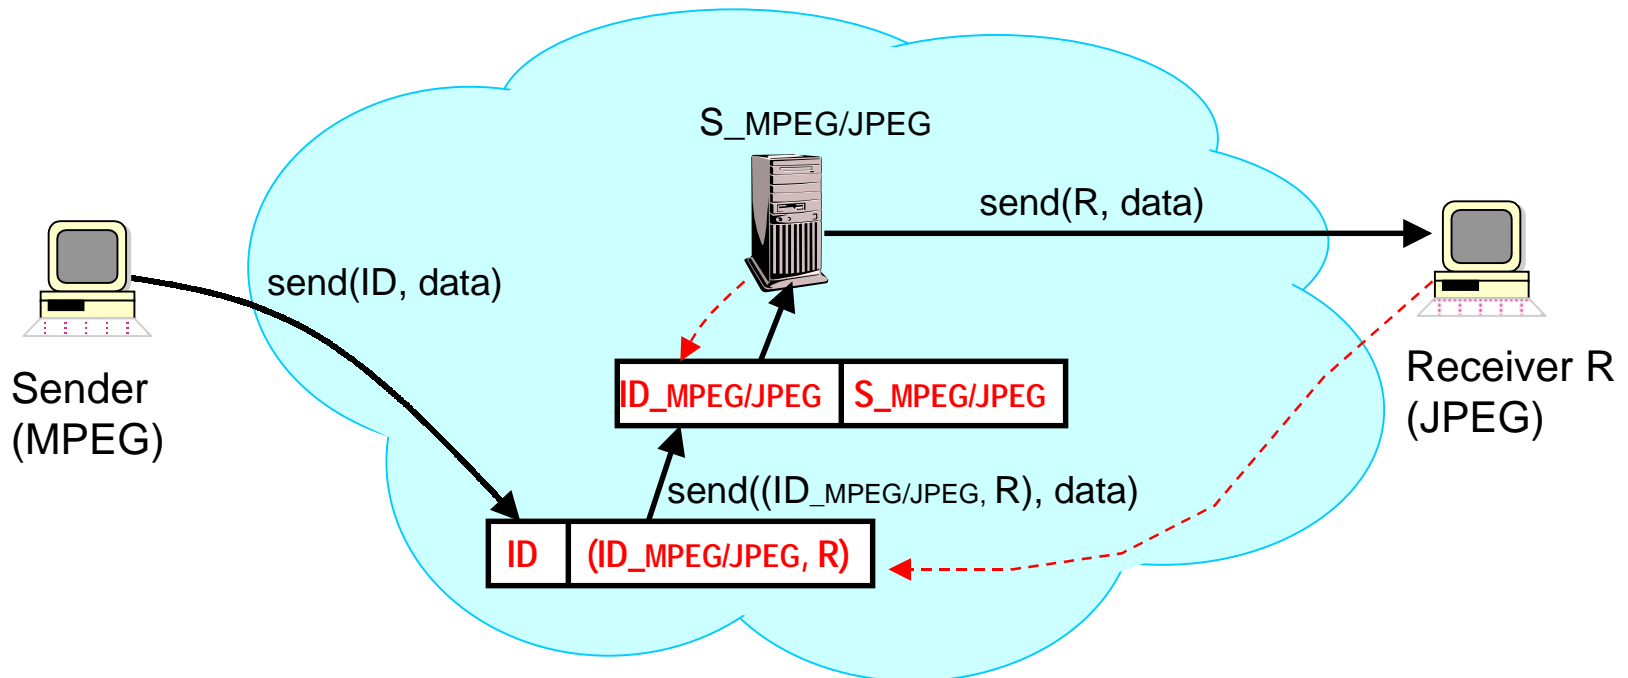 S_MPEG/JPEG
send(R, data)
send(ID, data)
Sender
(MPEG)
Receiver R
(JPEG)
ID_MPEG/JPEG S_MPEG/JPEG
send((ID_MPEG/JPEG, R), data)
ID (ID_MPEG/JPEG, R)